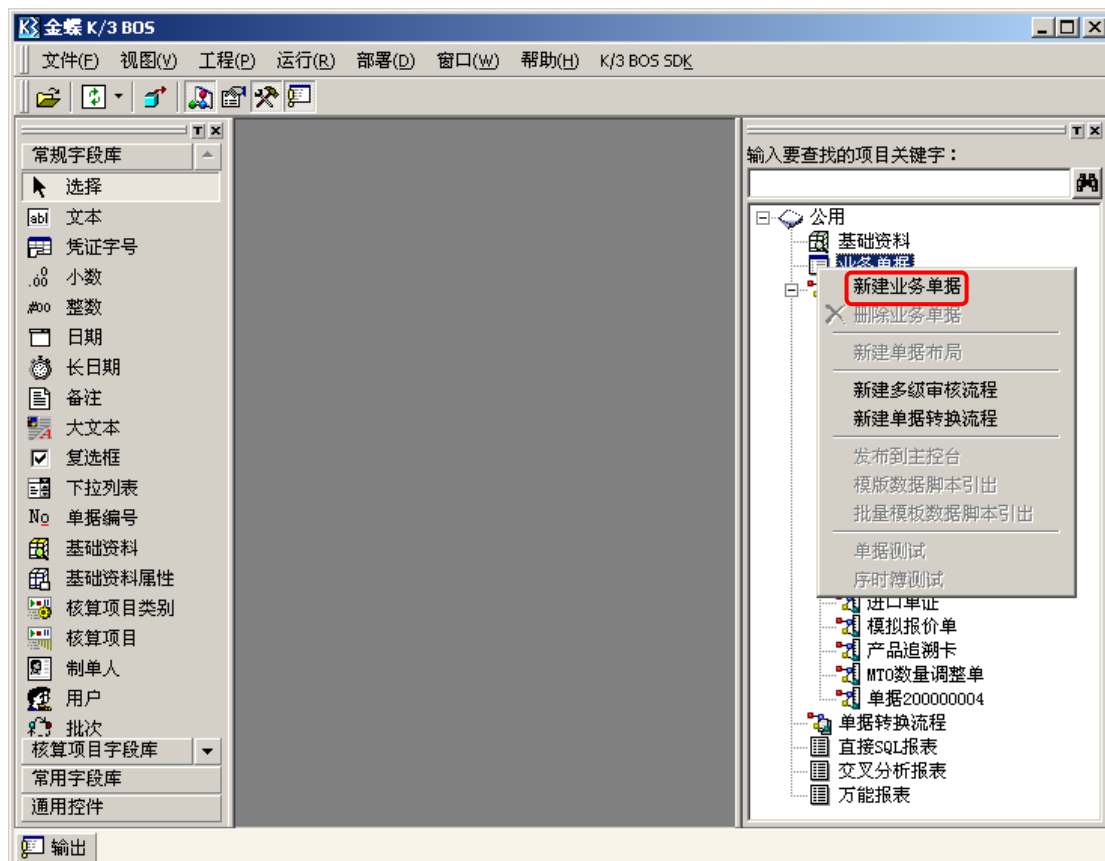 金蝶 K/3 BOS
文件(F) 视图(V) 工程(P) 运行(R) 部署(D) 窗口(W) 帮助(H) K/3 BOS SDK
常规字段库
选择
文本
凭证字号
小数
整数
日期
长日期
备注
大文本
复选框
下拉列表
单据编号
基础资料
基础资料属性
核算项目类别
核算项目
制单人
用户
批次
核算项目字段库
常用字段库
通用控件
输入要查找的项目关键字：
公用
基础资料
业务单据
新建业务单据
删除业务单据
新建单据布局
新建多级审核流程
新建单据转换流程
发布到主控台
模版数据脚本引出
批量模板数据脚本引出
单据测试
序时簿测试
进口单证
模拟报价单
产品追溯卡
MTO数量调整单
单据200000004
单据转换流程
直接SQL报表
交叉分析报表
万能报表
输出